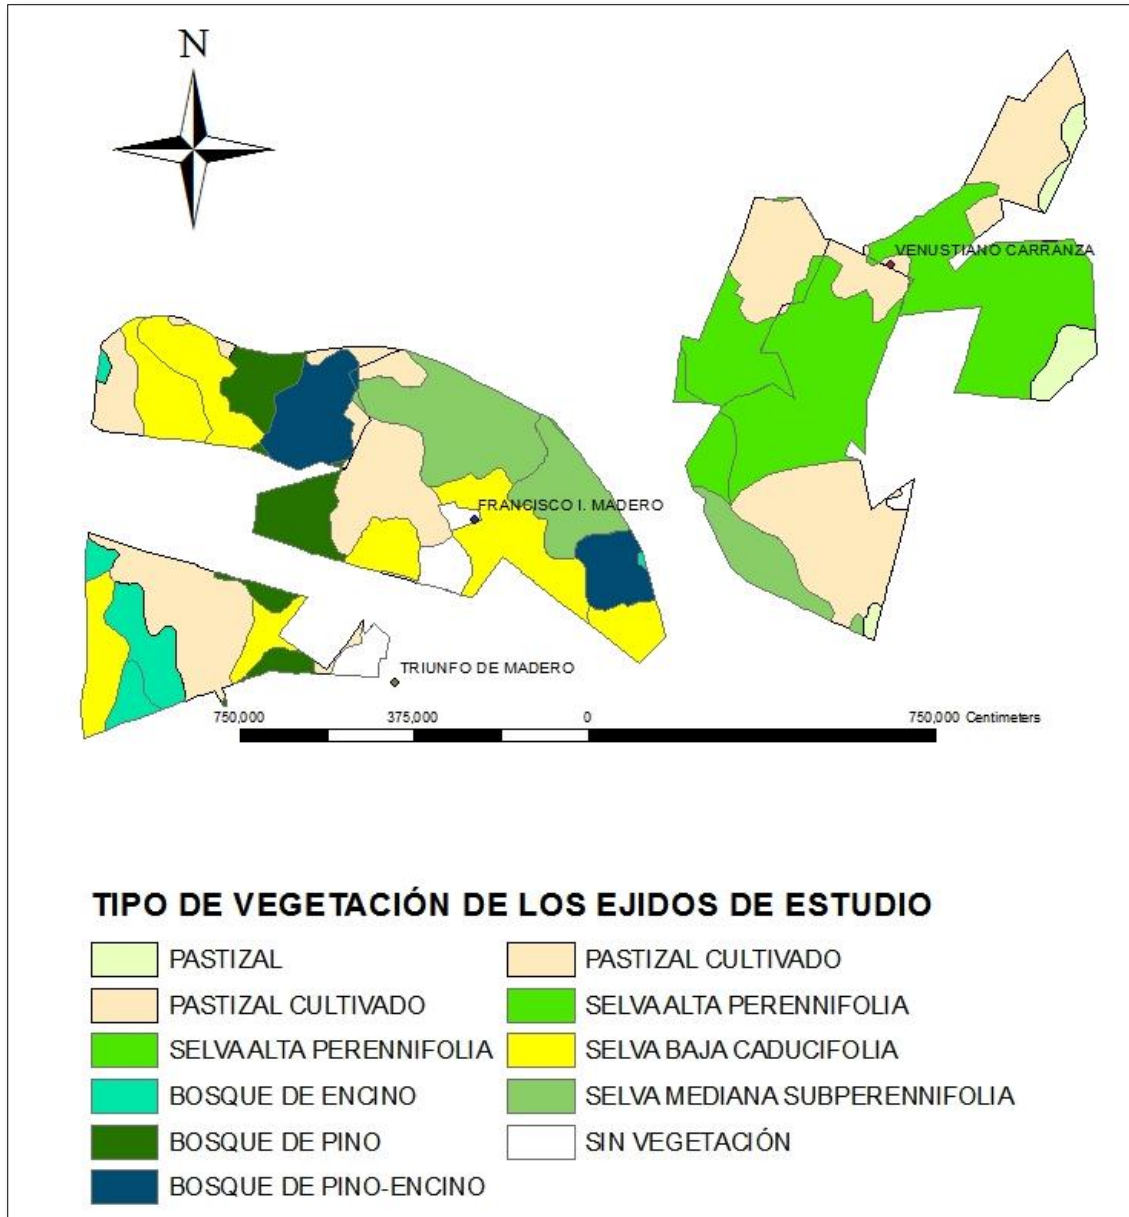 N
VENUSTIANO CARRANZA
FRANCISCO I. MADERO
TRIUNFO DE MADERO
750,000 375,000 0 750,000 Centimeters
TIPO DE VEGETACIÓN DE LOS EJIDOS DE ESTUDIO
PASTIZAL
PASTIZAL CULTIVADO
SELVA ALTA PERENNIFOLIA
BOSQUE DE ENCINO
BOSQUE DE PINO
BOSQUE DE PINO-ENCINO
PASTIZAL CULTIVADO
SELVA ALTA PERENNIFOLIA
SELVA BAJA CADUCIFOLIA
SELVA MEDIANA SUBPERENNIFOLIA
SIN VEGETACIÓN